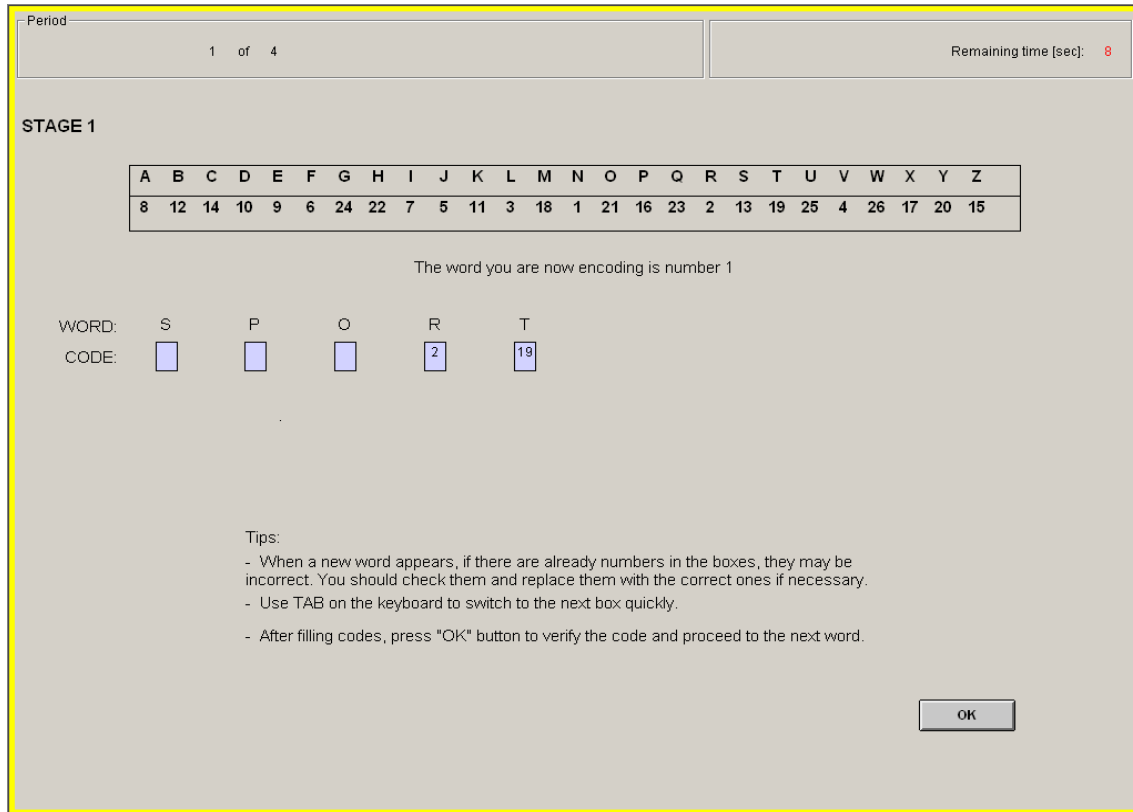 Period
1 of 4
Remaining time [sec]: 8
STAGE 1
A B C D E F G H I J K L M N O P Q R S T U V W X Y Z
8 12 14 10 9 6 24 22 7 5 11 3 18 1 21 16 23 2 13 19 25 4 26 17 20 15
The word you are now encoding is number 1
WORD: S P O R T
CODE: 2 19
Tips:
- When a new word appears, if there are already numbers in the boxes, they may be
incorrect. You should check them and replace them with the correct ones if necessary.
- Use TAB on the keyboard to switch to the next box quickly.
- After filling codes, press "OK" button to verify the code and proceed to the next word.
OK